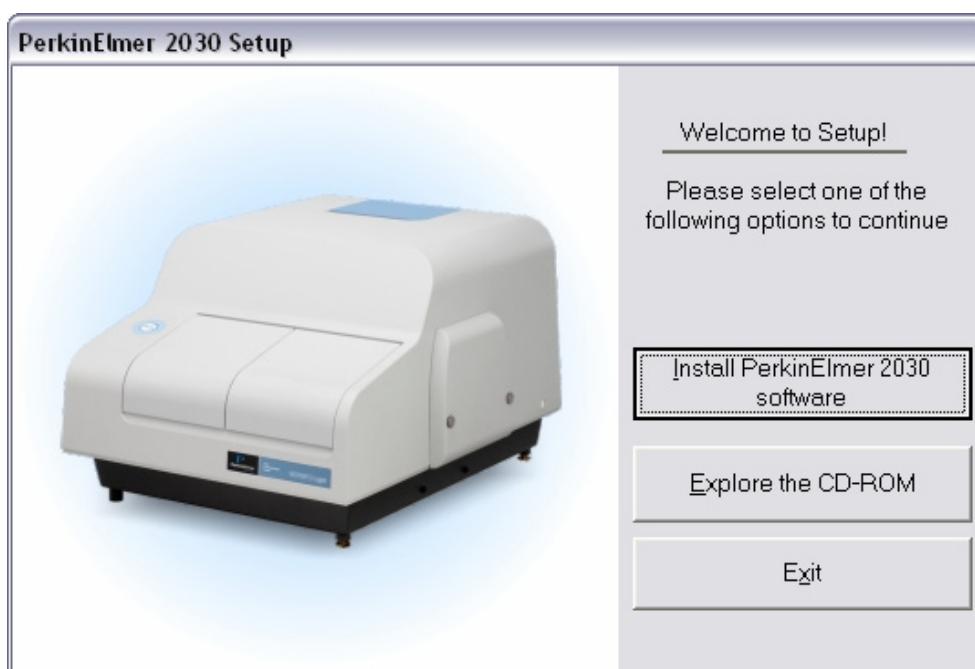 PerkinElmer 2030 Setup
Welcome to Setup!
Please select one of the
following options to continue
Install PerkinElmer 2030
software
Explore the CD-ROM
Exit